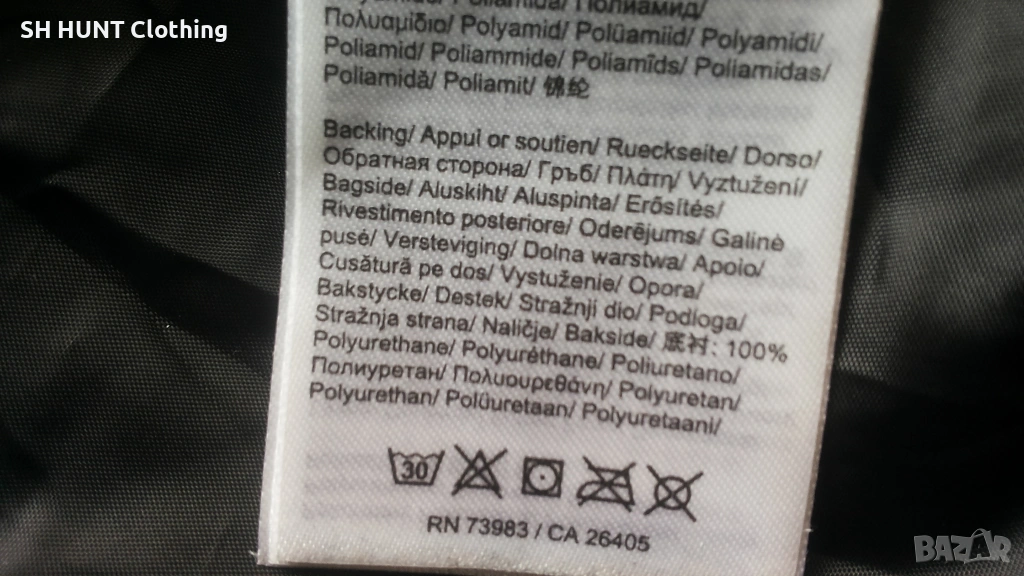 SH HUNT Clothing
Полиамид/
Πολυαμίδιο/ Polyamid/ Polüamiid/ Polyamidi/
Poliamid/ Poliammide/ Poliamīds/ Poliamidas/
Poliamidă/ Poliamit/ 锦纶
Backing/ Appui or soutien/ Rueckseite/ Dorso/
Обратная сторона/ Гръб/ Πλάτη/ Vyztužení/
Bagside/ Aluskiht/ Aluspinta/ Erősítés/
Rivestimento posteriore/ Oderējums/ Galinė
pusė/ Versteviging/ Dolna warstwa/ Apoio/
Cusătură pe dos/ Vystuženie/ Opora/
Bakstycke/ Destek/ Stražnji dio/ Podloga/
Stražnja strana/ Naličje/ Bakside/ 底衬: 100%
Polyurethane/ Polyuréthane/ Poliuretano/
Полиуретан/ Πολυουρεθάνη/ Polyuretan/
Polyurethan/ Polüuretaan/ Polyuretaani/
30
RN 73983 / CA 26405
BAZAR